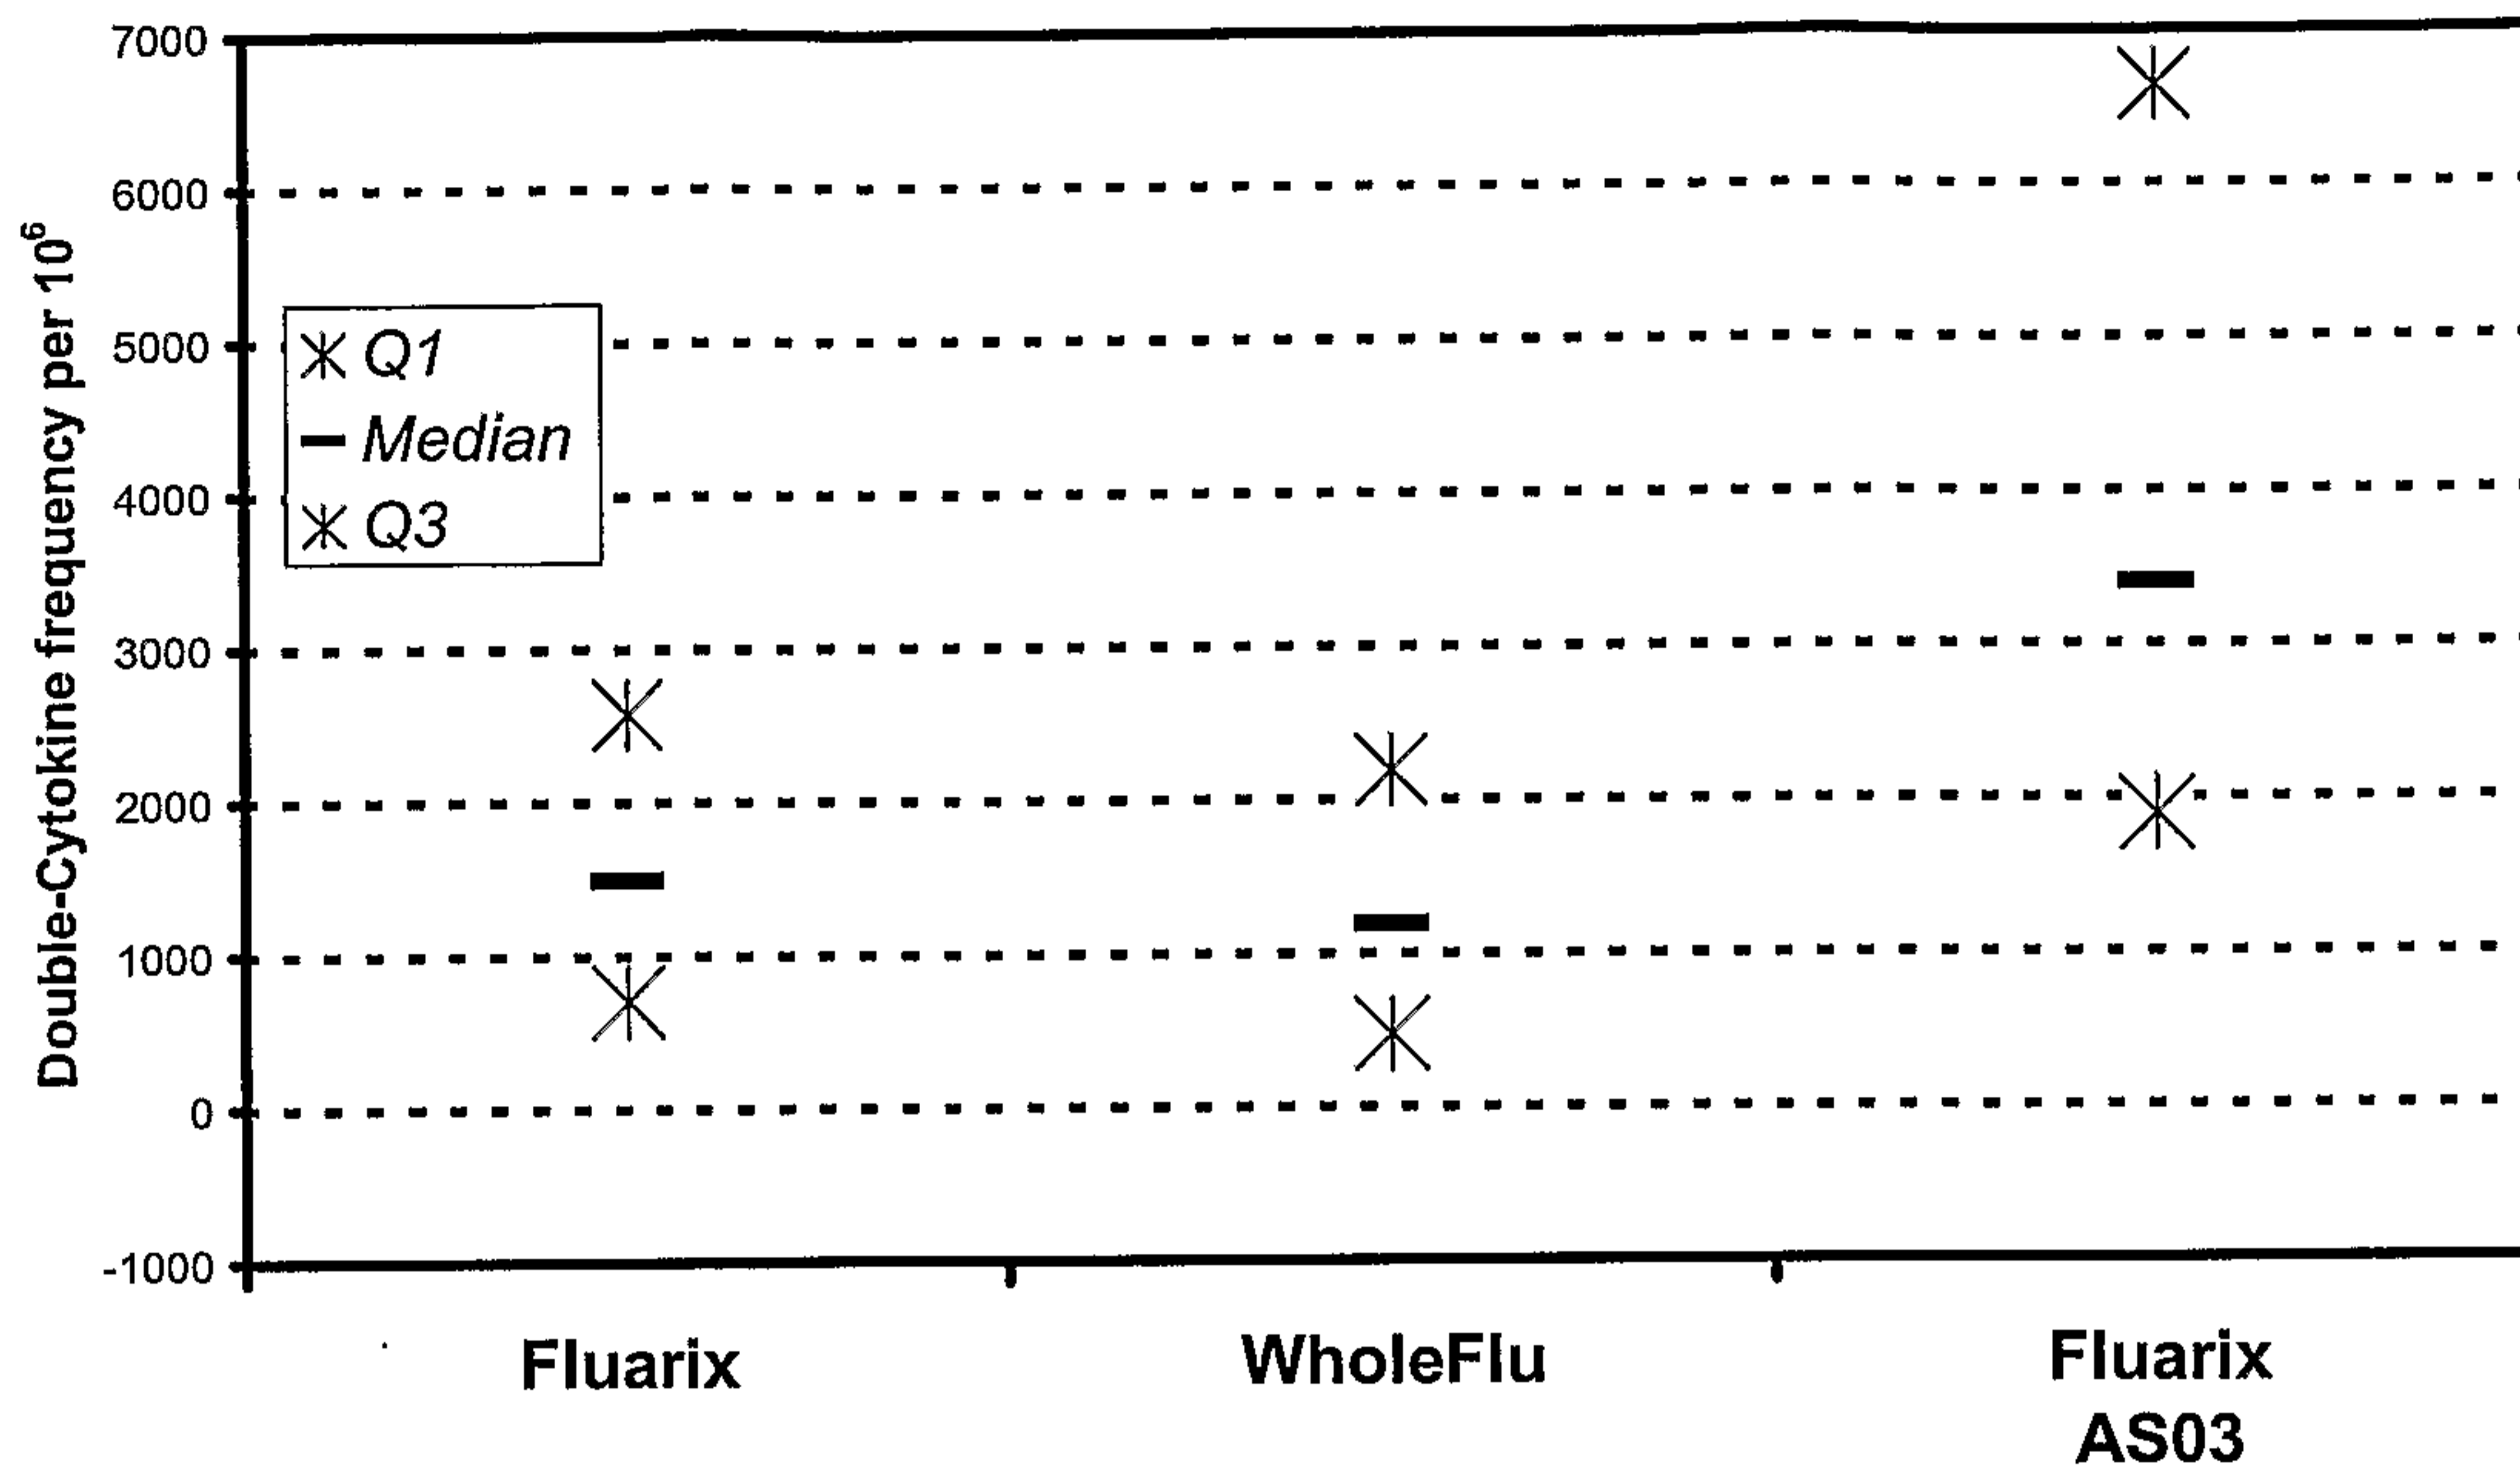 Double-Cytokine frequency per 10⁶
7000
6000
5000
4000
3000
2000
1000
0
-1000
Q1
Median
Q3
Fluarix
WholeFlu
Fluarix
AS03